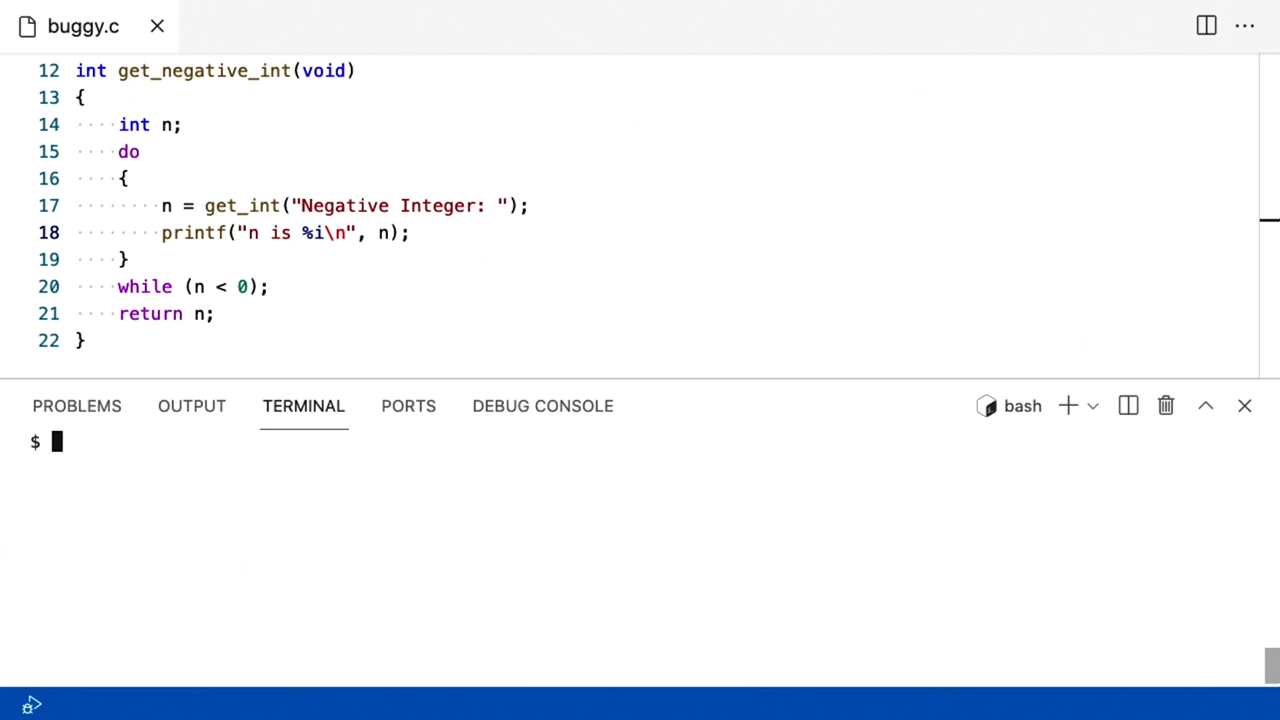 buggy.c
12 int get_negative_int(void)
13 {
14 ····int n;
15 ····do
16 ····{
17 ········n = get_int("Negative Integer: ");
18 ········printf("n is %i\n", n);
19 ····}
20 ····while (n < 0);
21 ····return n;
22 }
PROBLEMS OUTPUT TERMINAL PORTS DEBUG CONSOLE bash
$